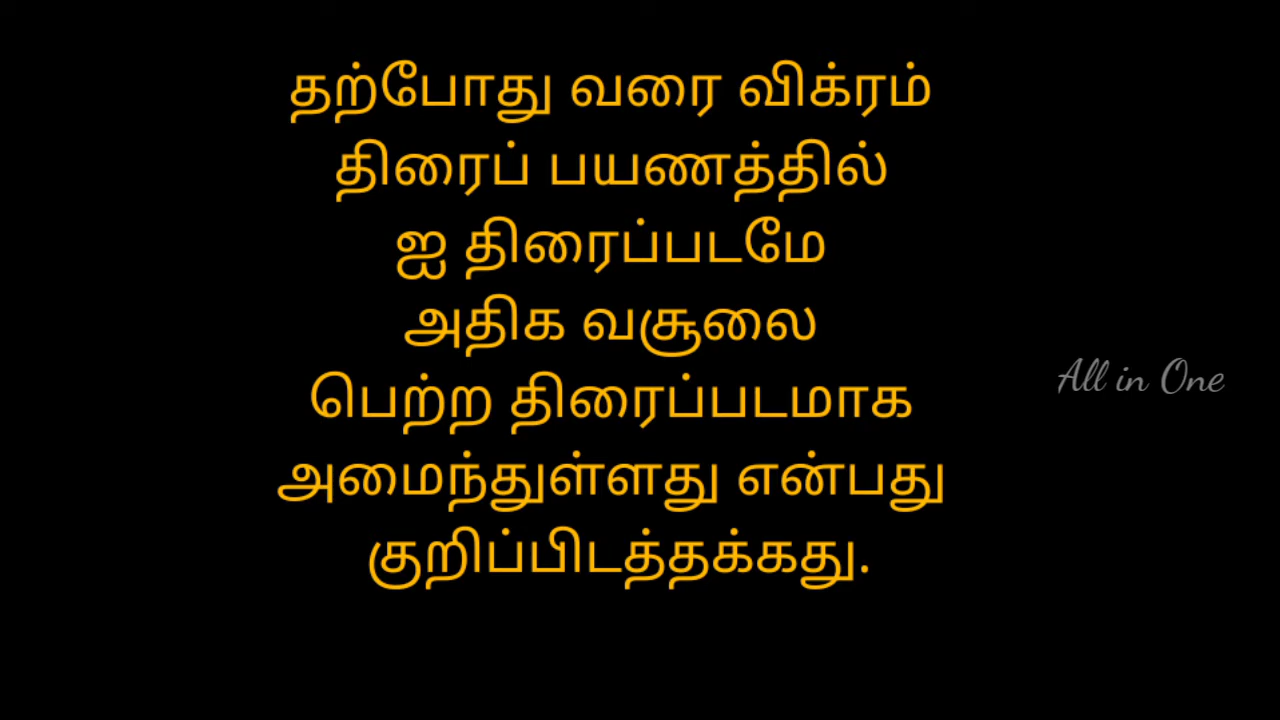 தற்போது வரை விக்ரம்
திரைப் பயணத்தில்
ஐ திரைப்படமே
அதிக வசூலை
பெற்ற திரைப்படமாக
அமைந்துள்ளது என்பது
குறிப்பிடத்தக்கது.
All in One